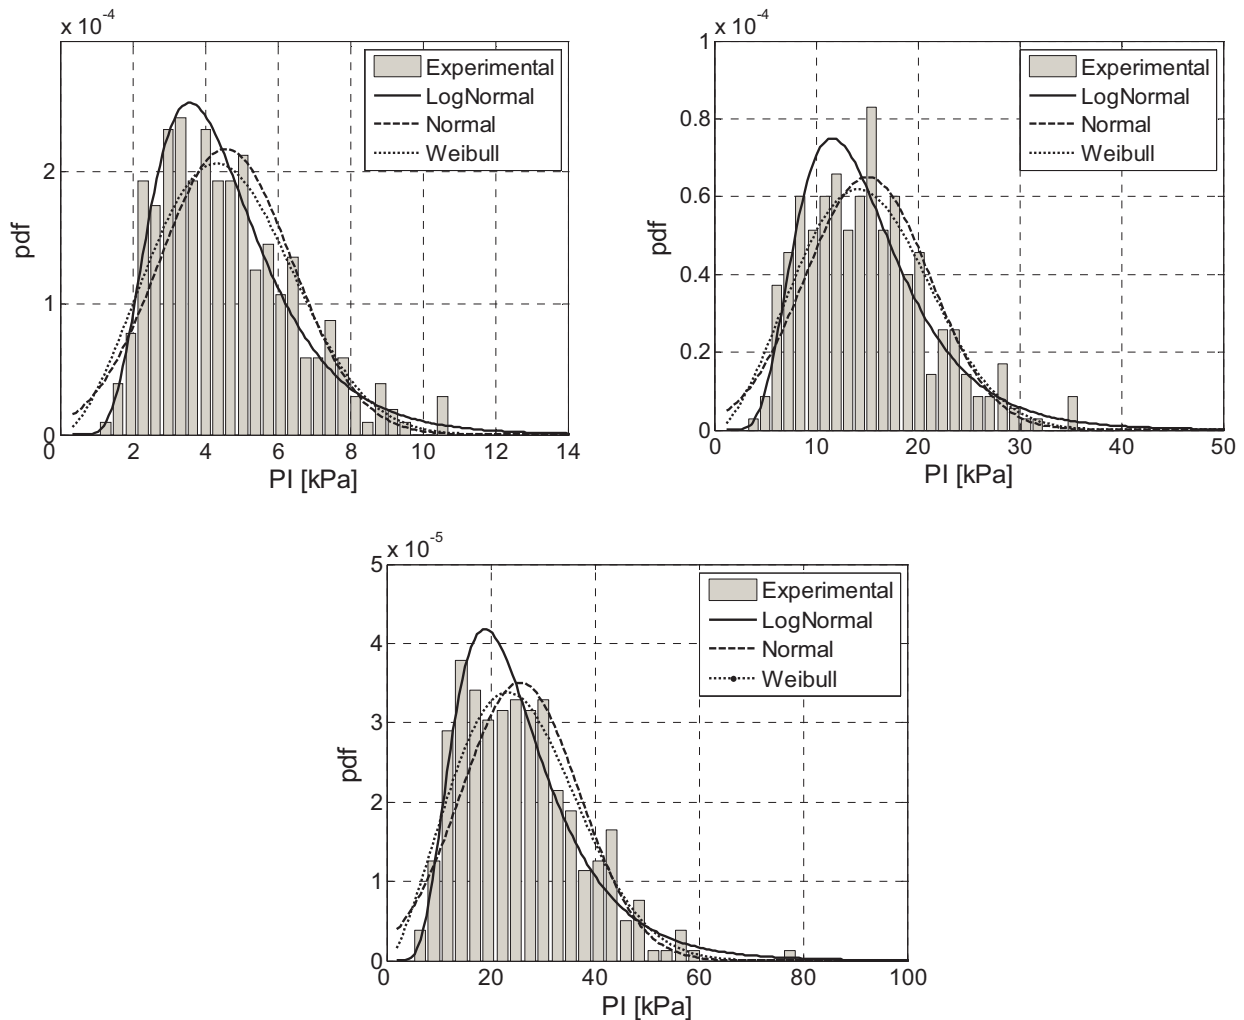 x 10-4
2
1
0
pdf
Experimental
LogNormal
Normal
Weibull
0 2 4 6 8 10 12 14
PI [kPa]
x 10-4
1
0.8
0.6
0.4
0.2
0
pdf
Experimental
LogNormal
Normal
Weibull
0 10 20 30 40 50
PI [kPa]
x 10-5
5
4
3
2
1
0
pdf
Experimental
LogNormal
Normal
Weibull
0 20 40 60 80 100
PI [kPa]